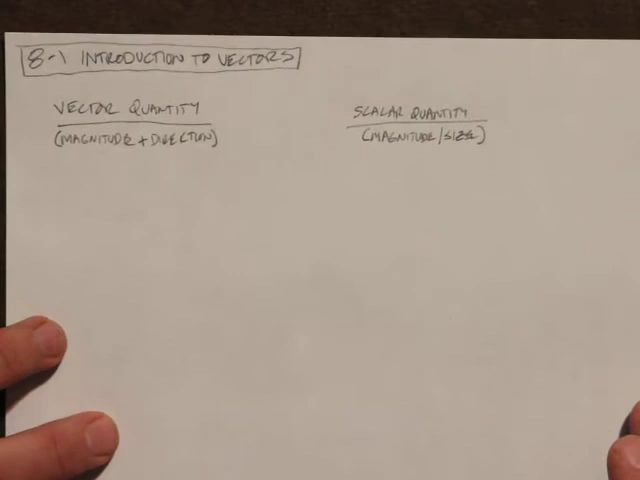 8-1 INTRODUCTION TO VECTORS
VECTOR QUANTITY
(MAGNITUDE + DIRECTION)
SCALAR QUANTITY
(MAGNITUDE/SIZE)